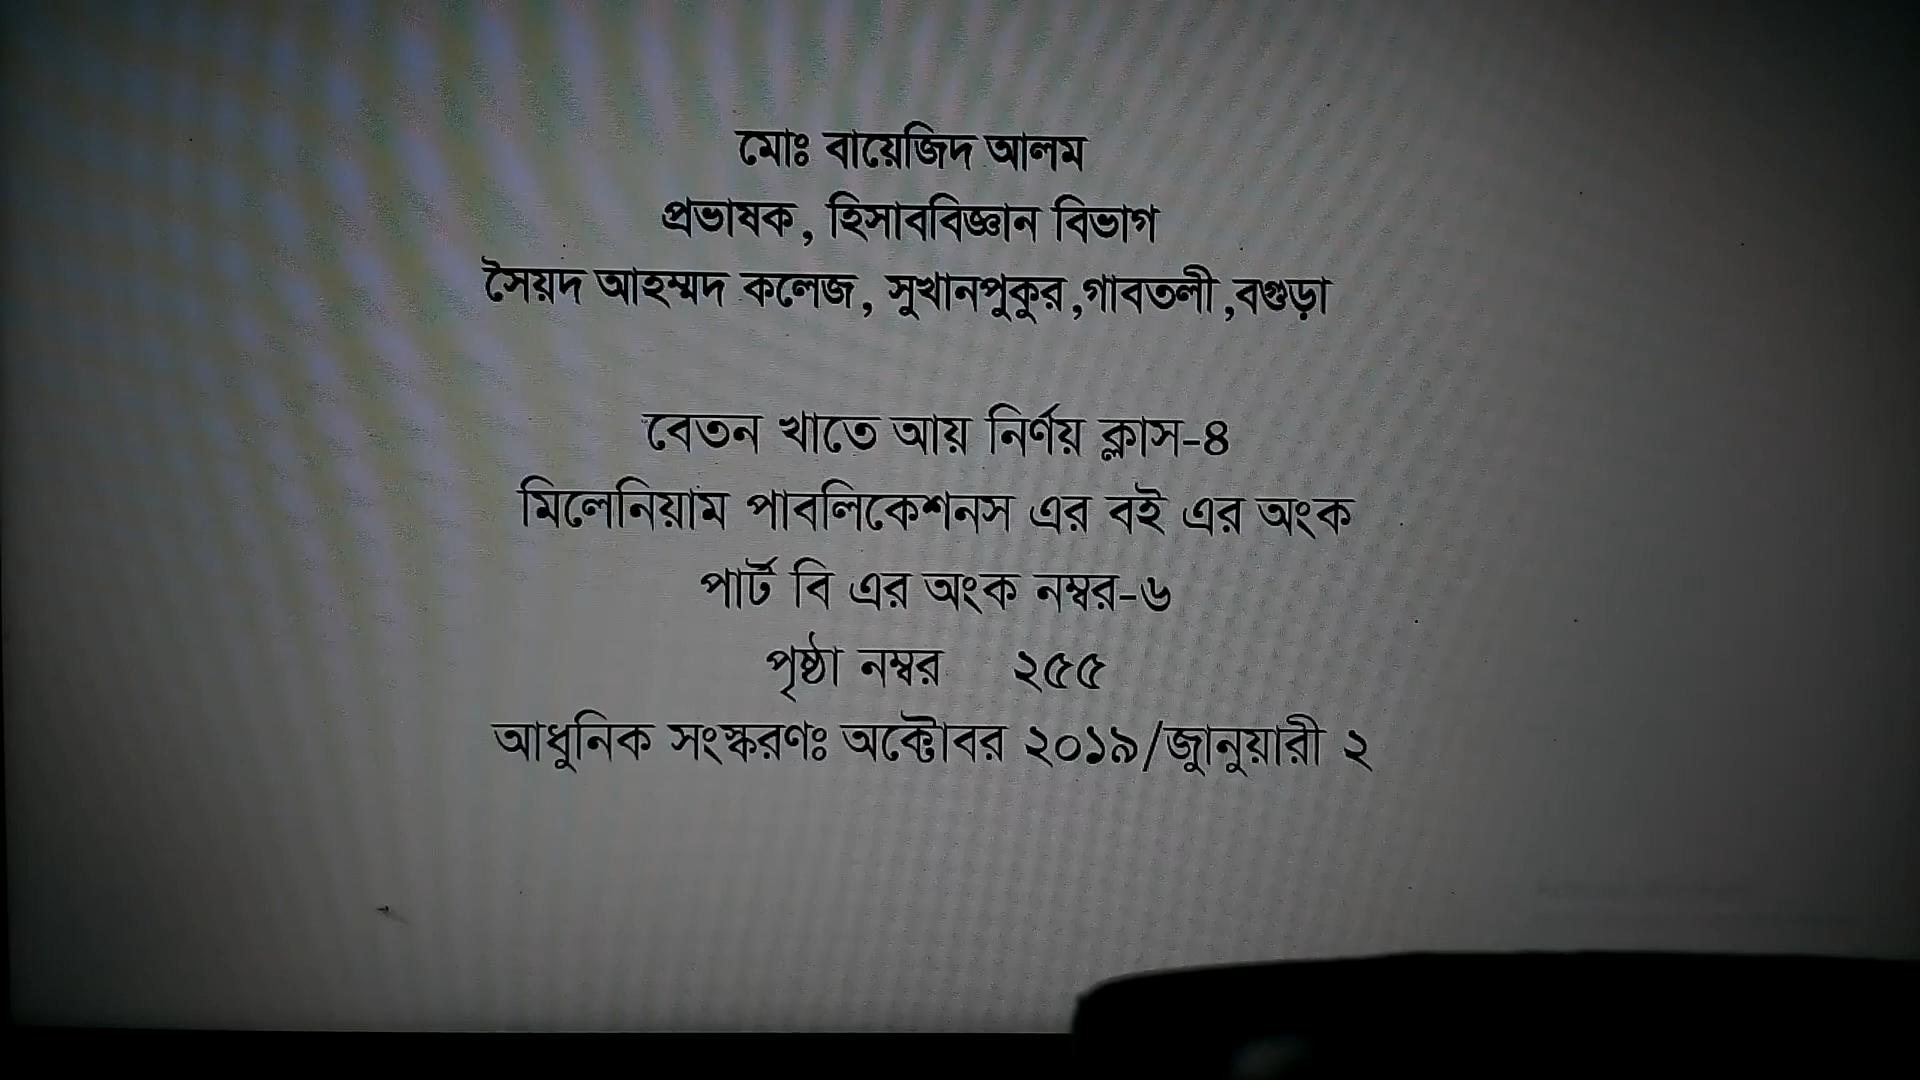 মোঃ বায়েজিদ আলম
প্রভাষক, হিসাববিজ্ঞান বিভাগ
সৈয়দ আহম্মদ কলেজ, সুখানপুকুর,গাবতলী,বগুড়া
বেতন খাতে আয় নির্ণয় ক্লাস-৪
মিলেনিয়াম পাবলিকেশনস এর বই এর অংক
পার্ট বি এর অংক নম্বর-৬
পৃষ্ঠা নম্বর ২৫৫
আধুনিক সংস্করণঃ অক্টোবর ২০১৯/জুানুয়ারী ২